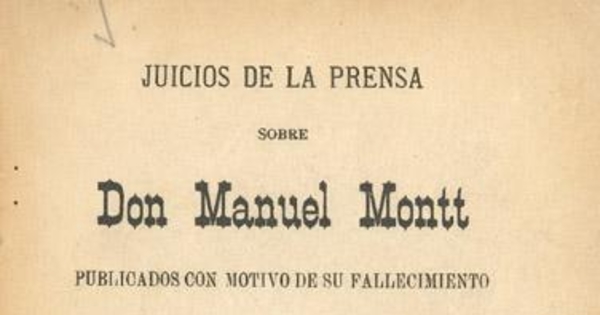 JUICIOS DE LA PRENSA
SOBRE
Don Manuel Montt
PUBLICADOS CON MOTIVO DE SU FALLECIMIENTO